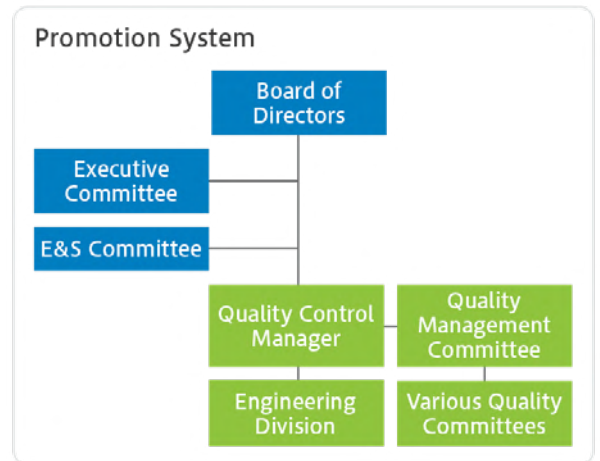 Promotion System
Board of
Directors
Executive
Committee
E&S Committee
Quality Control
Manager
Quality
Management
Committee
Engineering
Division
Various Quality
Committees